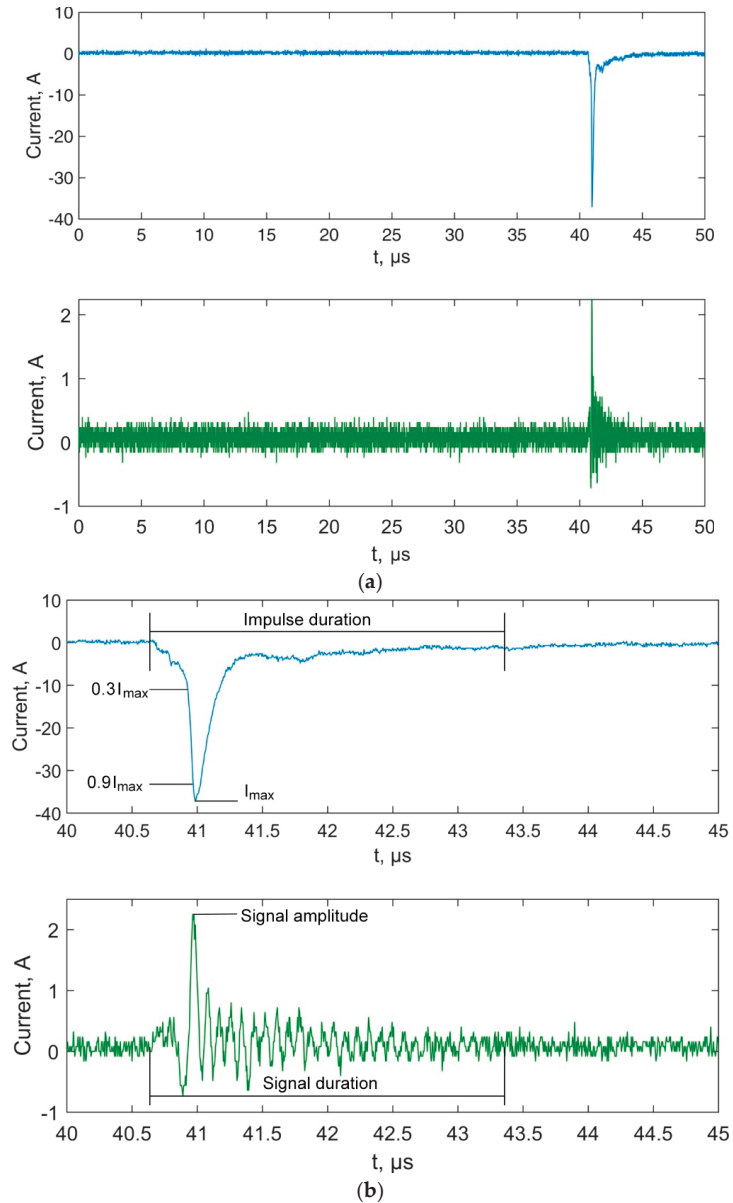 10
0
-10
-20
-30
-40
Current, A
0 5 10 15 20 25 30 35 40 45 50
t, µs
2
1
0
-1
Current, A
0 5 10 15 20 25 30 35 40 45 50
t, µs
(a)
10
0
-10
-20
-30
-40
Current, A
Impulse duration
0.3Imax
0.9Imax
Imax
40 40.5 41 41.5 42 42.5 43 43.5 44 44.5 45
t, µs
2
1
0
-1
Current, A
Signal amplitude
Signal duration
40 40.5 41 41.5 42 42.5 43 43.5 44 44.5 45
t, µs
(b)